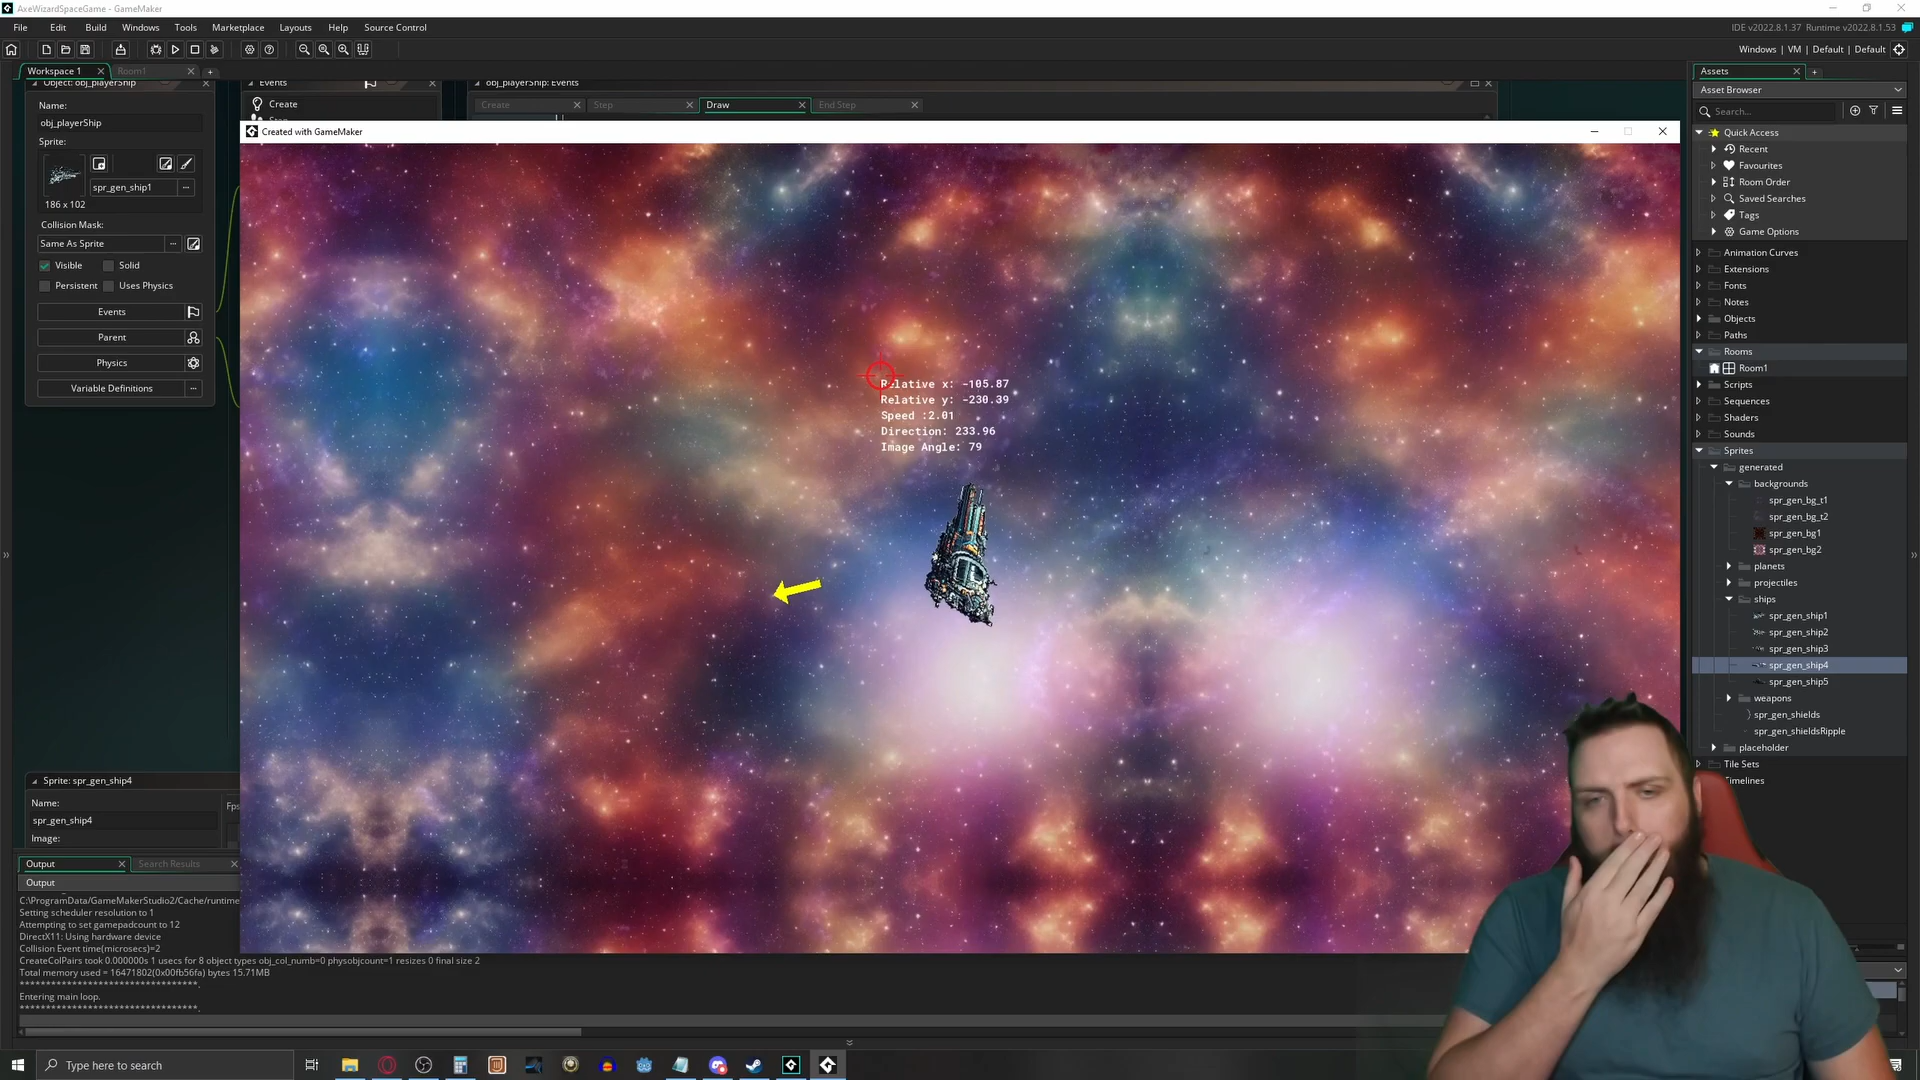 AxeWizardSpaceGame - GameMaker
File Edit Build Windows Tools Marketplace Layouts Help Source Control
IDE v2022.8.1.37 Runtime v2022.8.1.53
Windows | VM | Default | Default
Workspace 1
Room1
Object: obj_playerShip
Name:
obj_playerShip
Sprite:
spr_gen_ship1
186 x 102
Collision Mask:
Same As Sprite
Visible Solid
Persistent Uses Physics
Events
Parent
Physics
Variable Definitions
Events
Create
obj_playerShip: Events
Create Step Draw End Step
Created with GameMaker
Relative x: -105.87
Relative y: -230.39
Speed :2.01
Direction: 233.96
Image Angle: 79
Assets
Asset Browser
Search...
Quick Access
Recent
Favourites
Room Order
Saved Searches
Tags
Game Options
Animation Curves
Extensions
Fonts
Notes
Objects
Paths
Rooms
Room1
Scripts
Sequences
Shaders
Sounds
Sprites
generated
backgrounds
spr_gen_bg_t1
spr_gen_bg_t2
spr_gen_bg1
spr_gen_bg2
planets
projectiles
ships
spr_gen_ship1
spr_gen_ship2
spr_gen_ship3
spr_gen_ship4
spr_gen_ship5
weapons
spr_gen_shields
spr_gen_shieldsRipple
placeholder
Tile Sets
Timelines
Sprite: spr_gen_ship4
Name:
Fps
spr_gen_ship4
Image:
Output
Search Results
Output
C:\ProgramData/GameMakerStudio2/Cache/runtime
Setting scheduler resolution to 1
Attempting to set gamepadcount to 12
DirectX11: Using hardware device
Collision Event time(microsecs)=2
CreateColPairs took 0.000000s 1 usecs for 8 object types obj_col_numb=0 physobjcount=1 resizes 0 final size 2
Total memory used = 16471802(0x00fb56fa) bytes 15.71MB
**********************************.
Entering main loop.
**********************************.
Type here to search